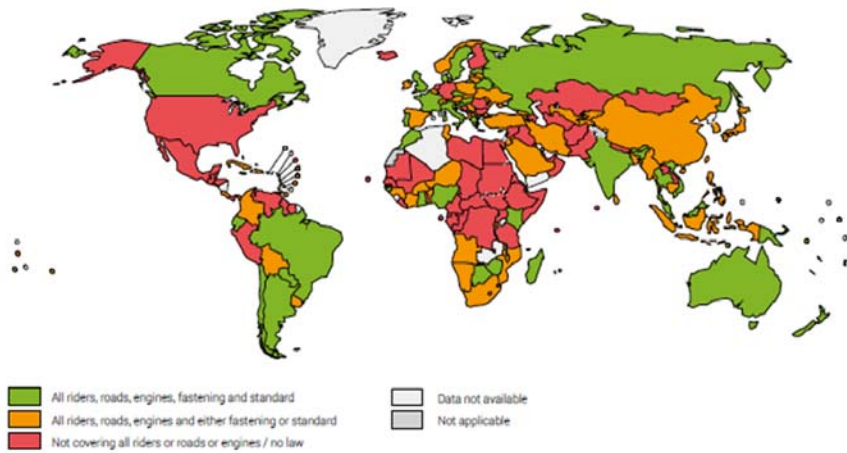 All riders, roads, engines, fastening and standard
All riders, roads, engines and either fastening or standard
Not covering all riders or roads or engines / no law
Data not available
Not applicable